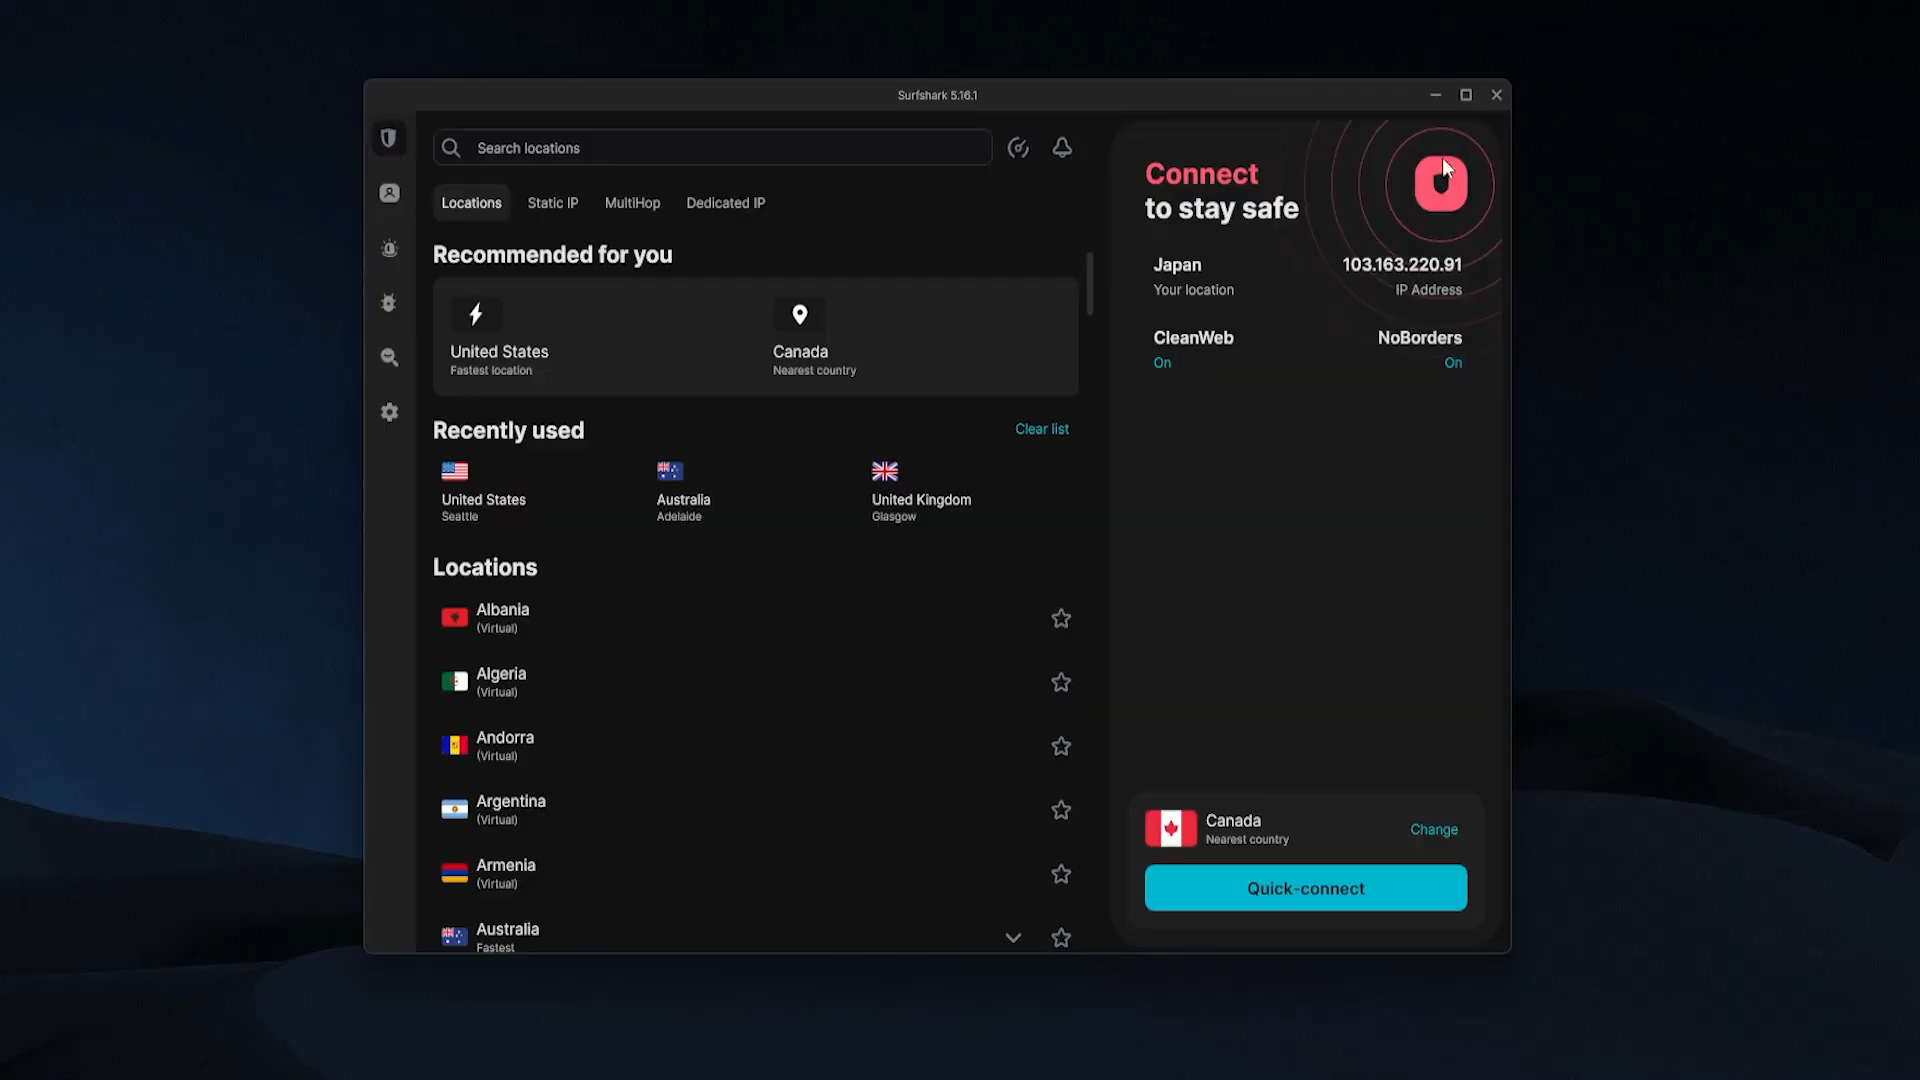 Surfshark 5.16.1
Search locations
Locations
Static IP
MultiHop
Dedicated IP
Recommended for you
United States
Fastest location
Canada
Nearest country
Recently used
Clear list
United States
Seattle
Australia
Adelaide
United Kingdom
Glasgow
Locations
Albania
(Virtual)
Algeria
(Virtual)
Andorra
(Virtual)
Argentina
(Virtual)
Armenia
(Virtual)
Australia
Fastest
Connect
to stay safe
Japan
103.163.220.91
Your location
IP Address
CleanWeb
NoBorders
On
On
Canada
Nearest country
Change
Quick-connect